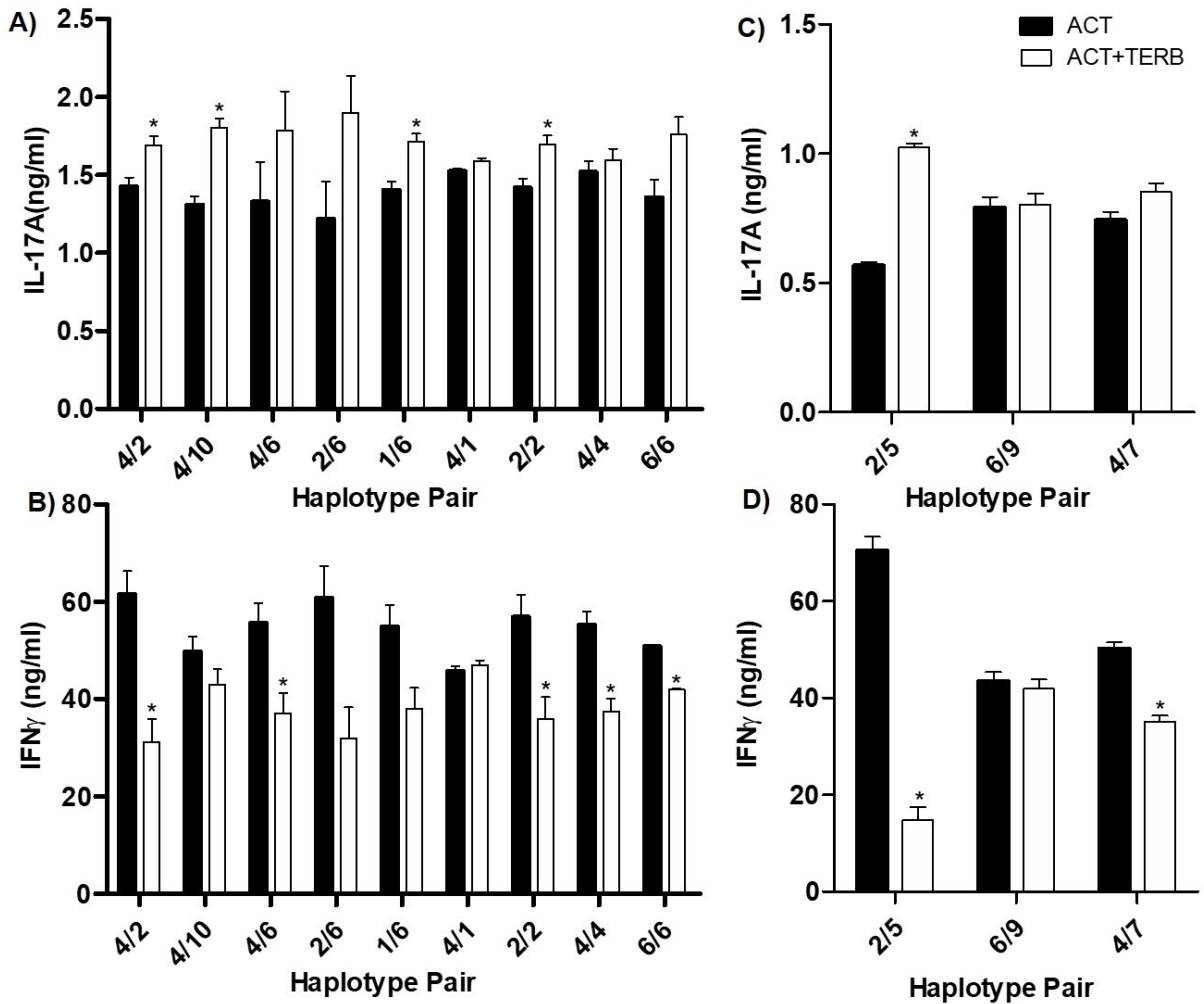 A)
2.5
2.0
1.5
1.0
0.5
0.0
IL-17A(ng/ml)
* * * *
4/2 4/10 4/6 2/6 1/6 4/1 2/2 4/4 6/6
Haplotype Pair
C)
1.5
1.0
0.5
0.0
IL-17A (ng/ml)
ACT
ACT+TERB
*
2/5 6/9 4/7
Haplotype Pair
B)
80
60
40
20
0
IFNγ (ng/ml)
* * * * *
4/2 4/10 4/6 2/6 1/6 4/1 2/2 4/4 6/6
Haplotype Pair
D)
80
60
40
20
0
IFNγ (ng/ml)
* *
2/5 6/9 4/7
Haplotype Pair